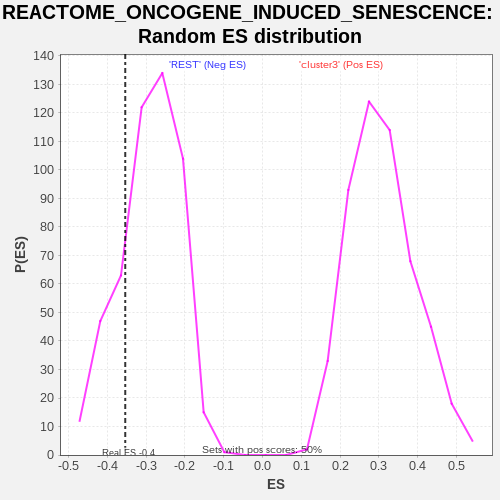 REACTOME_ONCOGENE_INDUCED_SENESCENCE:
Random ES distribution
'REST' (Neg ES)
'cluster3' (Pos ES)
140
130
120
110
100
90
80
70
60
50
40
30
20
10
0
P(ES)
Real ES -0.4
Sets with pos scores: 50%
-0.5 -0.4 -0.3 -0.2 -0.1 0.0 0.1 0.2 0.3 0.4 0.5
ES